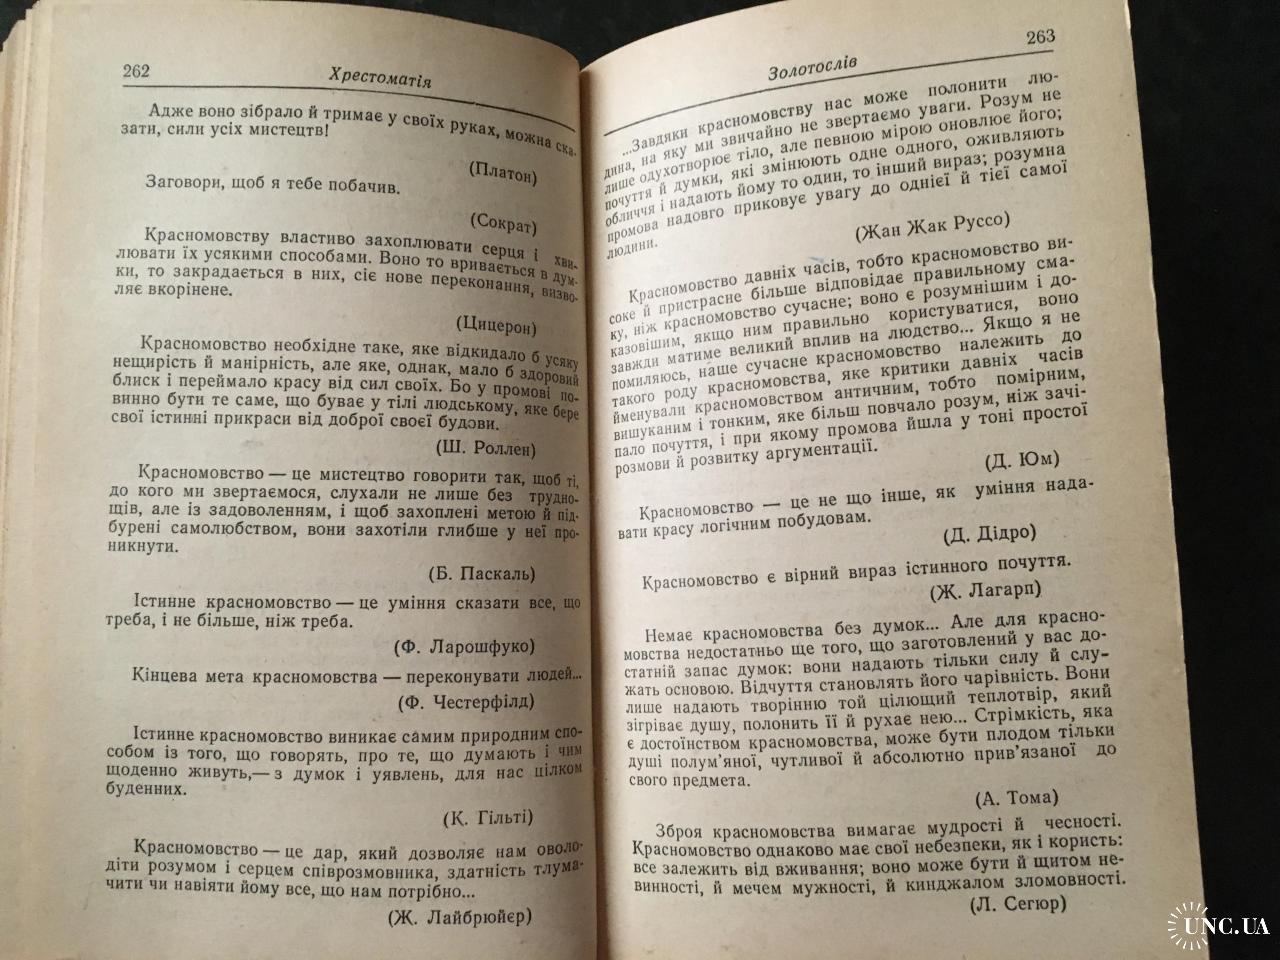 262
Хрестоматія
Адже воно зібрало й тримає у своїх руках, можна ска-
зати, сили усіх мистецтв!
(Платон)
Заговори, щоб я тебе побачив.
(Сократ)
Красномовству властиво захоплювати серця і хви-
лювати їх усякими способами. Воно то вривається в дум-
ки, то закрадається в них, сіє нове переконання, визво-
ляє вкорінене.
(Цицерон)
Красномовство необхідне таке, яке відкидало б усяку
нещирість й манірність, але яке, однак, мало б здоровий
блиск і переймало красу від сил своїх. Бо у промові по-
винно бути те саме, що буває у тілі людському, яке бере
свої істинні прикраси від доброї своєї будови.
(Ш. Роллен)
Красномовство — це мистецтво говорити так, щоб ті,
до кого ми звертаємося, слухали не лише без трудно-
щів, але із задоволенням, і щоб захоплені метою й під-
бурені самолюбством, вони захотіли глибше у неї про-
никнути.
(Б. Паскаль)
Істинне красномовство — це уміння сказати все, що
треба, і не більше, ніж треба.
(Ф. Ларошфуко)
Кінцева мета красномовства — переконувати людей...
(Ф. Честерфілд)
Істинне красномовство виникає самим природним спо-
собом із того, що говорять, про те, що думають і чим
щоденно живуть,— з думок і уявлень, для нас цілком
буденних.
(К. Гільті)
Красномовство — це дар, який дозволяє нам оволо-
діти розумом і серцем співрозмовника, здатність тлума-
чити чи навіяти йому все, що нам потрібно...
(Ж. Лайбрюйєр)
263
Золотослів
...Завдяки красномовству нас може полонити лю-
дина, на яку ми звичайно не звертаємо уваги. Розум не
лише одухотворює тіло, але певною мірою оновлює його;
почуття й думки, які змінюють одне одного, оживляють
обличчя і надають йому то один, то інший вираз; розумна
промова надовго приковує увагу до однієї й тієї самої
людини.
(Жан Жак Руссо)
Красномовство давніх часів, тобто красномовство ви-
соке й пристрасне більше відповідає правильному сма-
ку, ніж красномовство сучасне; воно є розумнішим і до-
казовішим, якщо ним правильно користуватися, воно
завжди матиме великий вплив на людство... Якщо я не
помиляюсь, наше сучасне красномовство належить до
такого роду красномовства, яке критики давніх часів
йменували красномовством античним, тобто помірним,
вишуканим і тонким, яке більш повчало розум, ніж зачі-
пало почуття, і при якому промова йшла у тоні простої
розмови й розвитку аргументації.
(Д. Юм)
Красномовство — це не що інше, як уміння нада-
вати красу логічним побудовам.
(Д. Дідро)
Красномовство є вірний вираз істинного почуття.
(Ж. Лагарп)
Немає красномовства без думок... Але для красно-
мовства недостатньо ще того, що заготовлений у вас до-
статній запас думок: вони надають тільки силу й слу-
жать основою. Відчуття становлять його чарівність. Вони
лише надають творінню той цілющий теплотвір, який
зігріває душу, полонить її й рухає нею... Стрімкість, яка
є достоїнством красномовства, може бути плодом тільки
душі полум'яної, чутливої й абсолютно прив'язаної до
свого предмета.
(А. Тома)
Зброя красномовства вимагає мудрості й чесності.
Красномовство однаково має свої небезпеки, як і користь:
все залежить від вживання; воно може бути й щитом не-
винності, й мечем мужності, й кинджалом зломовності.
(Л. Сегюр)
UNC.UA